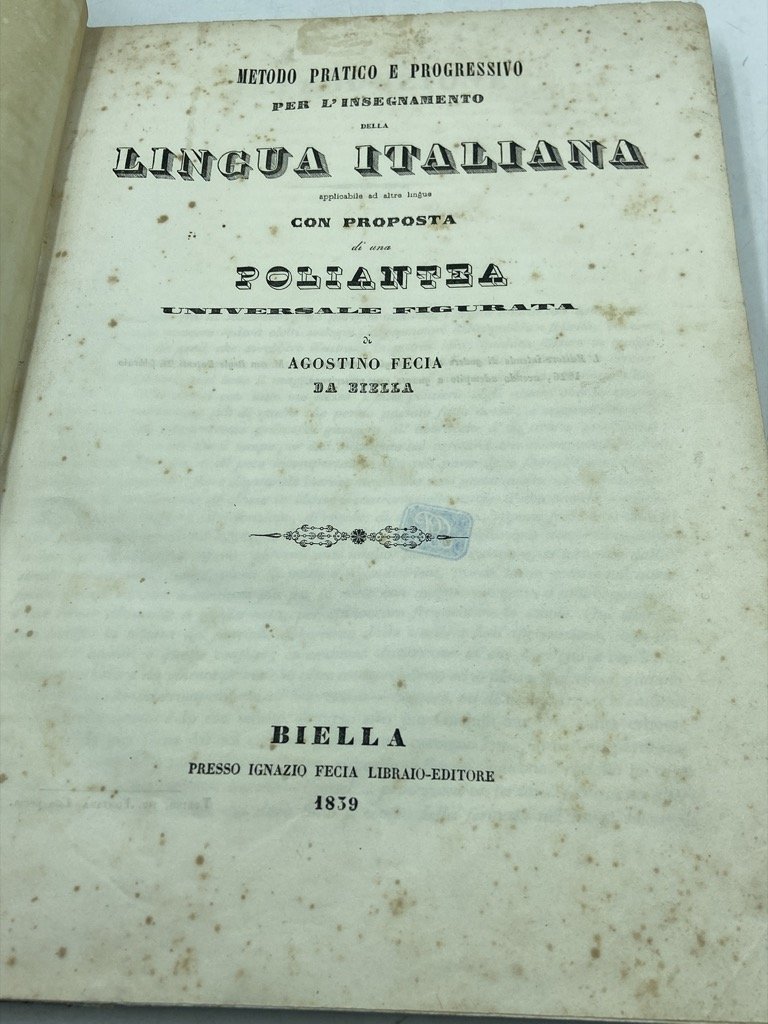 METODO PRATICO E PROGRESSIVO
PER L'INSEGNAMENTO
DELLA
LINGUA ITALIANA
applicabile ad altre lingue
CON PROPOSTA
di una
POLIANTEA
UNIVERSALE FIGURATA
di
AGOSTINO FECIA
DA BIELLA
BIELLA
PRESSO IGNAZIO FECIA LIBRAIO-EDITORE
1839